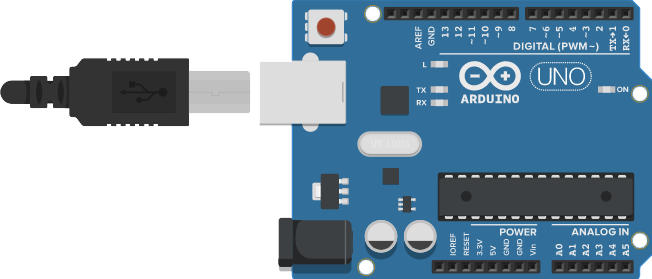 AREF
GND
13
12
~11
~10
~9
8
7
~6
~5
4
~3
2
TX→1
RX←0
DIGITAL (PWM~)
L
TX
RX
UNO
ARDUINO
ON
POWER
ANALOG IN
IOREF
RESET
3.3V
5V
GND
GND
Vin
A0
A1
A2
A3
A4
A5